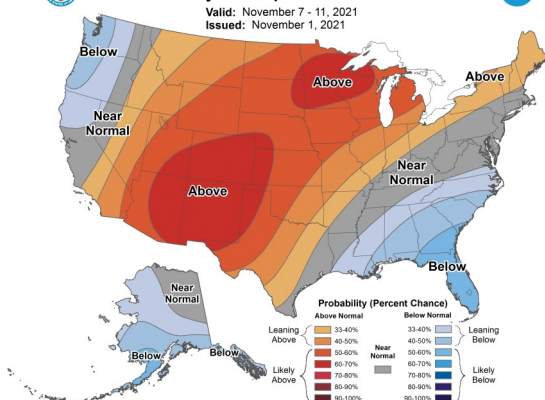 Valid: November 7 - 11, 2021
Issued: November 1, 2021
Below
Above
Above
Near
Normal
Near
Normal
Above
Below
Near
Normal
Below
Below
Probability (Percent Chance)
Above Normal
Below Normal
Leaning
Above
33-40%
40-50%
Likely
Above
50-60%
60-70%
70-80%
80-90%
90-100%
Near
Normal
33-40%
40-50%
Leaning
Below
50-60%
60-70%
70-80%
80-90%
90-100%
Likely
Below